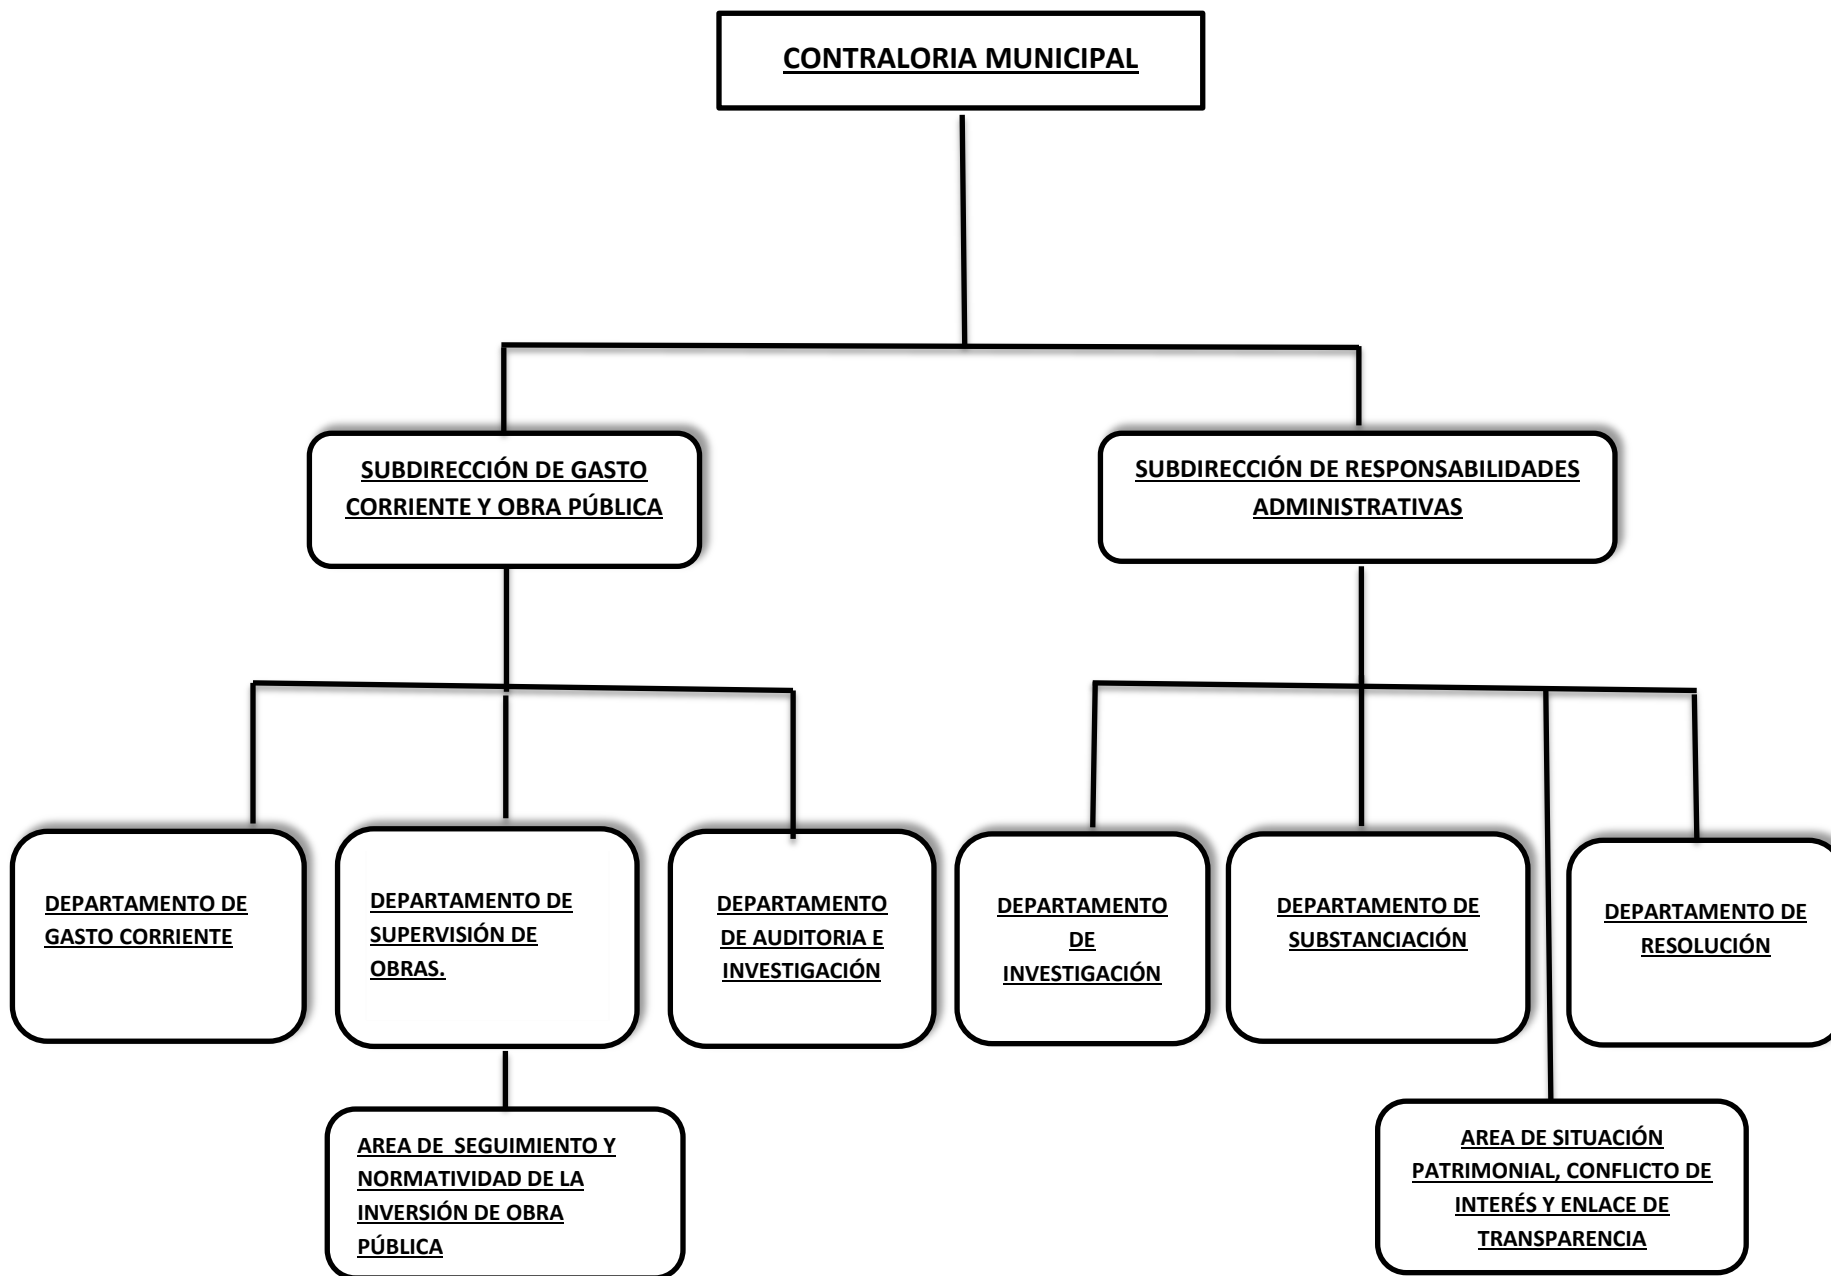 CONTRALORIA MUNICIPAL
SUBDIRECCIÓN DE GASTO
CORRIENTE Y OBRA PÚBLICA
SUBDIRECCIÓN DE RESPONSABILIDADES
ADMINISTRATIVAS
DEPARTAMENTO DE
GASTO CORRIENTE
DEPARTAMENTO DE
SUPERVISIÓN DE
OBRAS.
DEPARTAMENTO
DE AUDITORIA E
INVESTIGACIÓN
DEPARTAMENTO
DE
INVESTIGACIÓN
DEPARTAMENTO DE
SUBSTANCIACIÓN
DEPARTAMENTO DE
RESOLUCIÓN
AREA DE  SEGUIMIENTO Y
NORMATIVIDAD DE LA
INVERSIÓN DE OBRA
PÚBLICA
AREA DE SITUACIÓN
PATRIMONIAL, CONFLICTO DE
INTERÉS Y ENLACE DE
TRANSPARENCIA